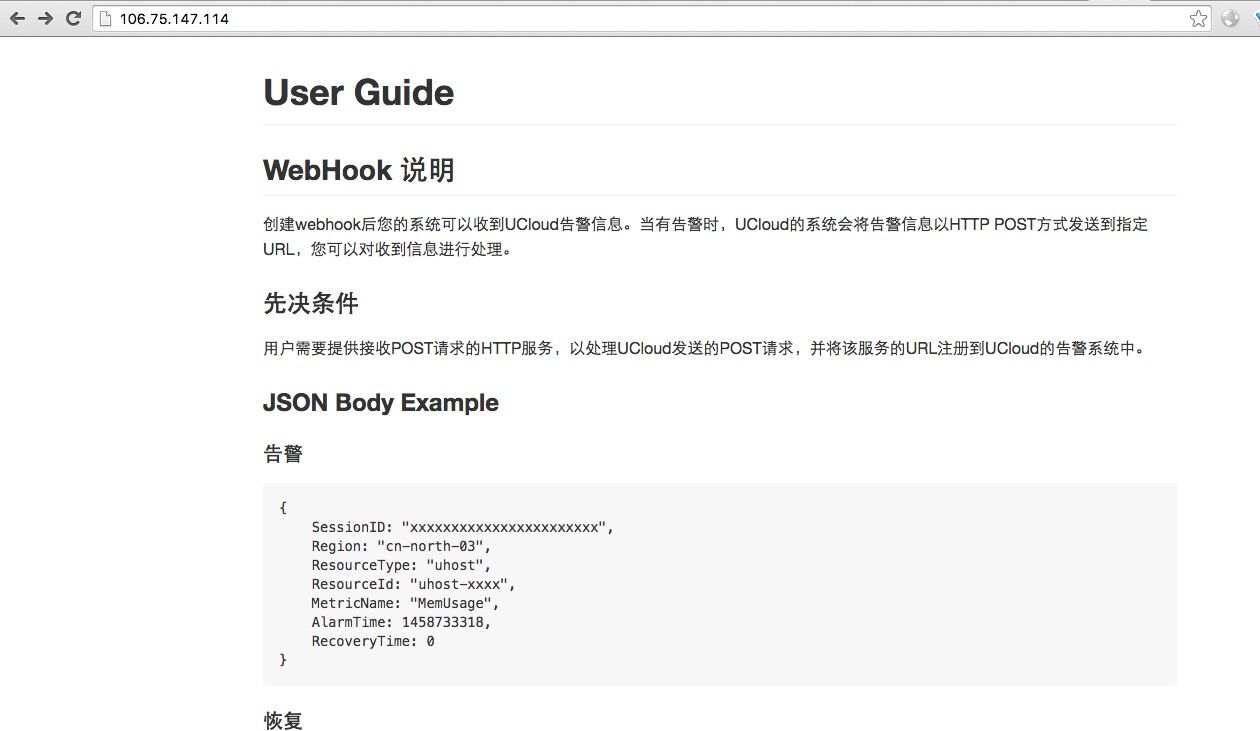 106.75.147.114
User Guide
WebHook 说明
创建webhook后您的系统可以收到UCloud告警信息。当有告警时，UCloud的系统会将告警信息以HTTP POST方式发送到指定
URL，您可以对收到信息进行处理。
先决条件
用户需要提供接收POST请求的HTTP服务，以处理UCloud发送的POST请求，并将该服务的URL注册到UCloud的告警系统中。
JSON Body Example
告警
{
    SessionID: "xxxxxxxxxxxxxxxxxxxxxxx",
    Region: "cn-north-03",
    ResourceType: "uhost",
    ResourceId: "uhost-xxxx",
    MetricName: "MemUsage",
    AlarmTime: 1458733318,
    RecoveryTime: 0
}
恢复